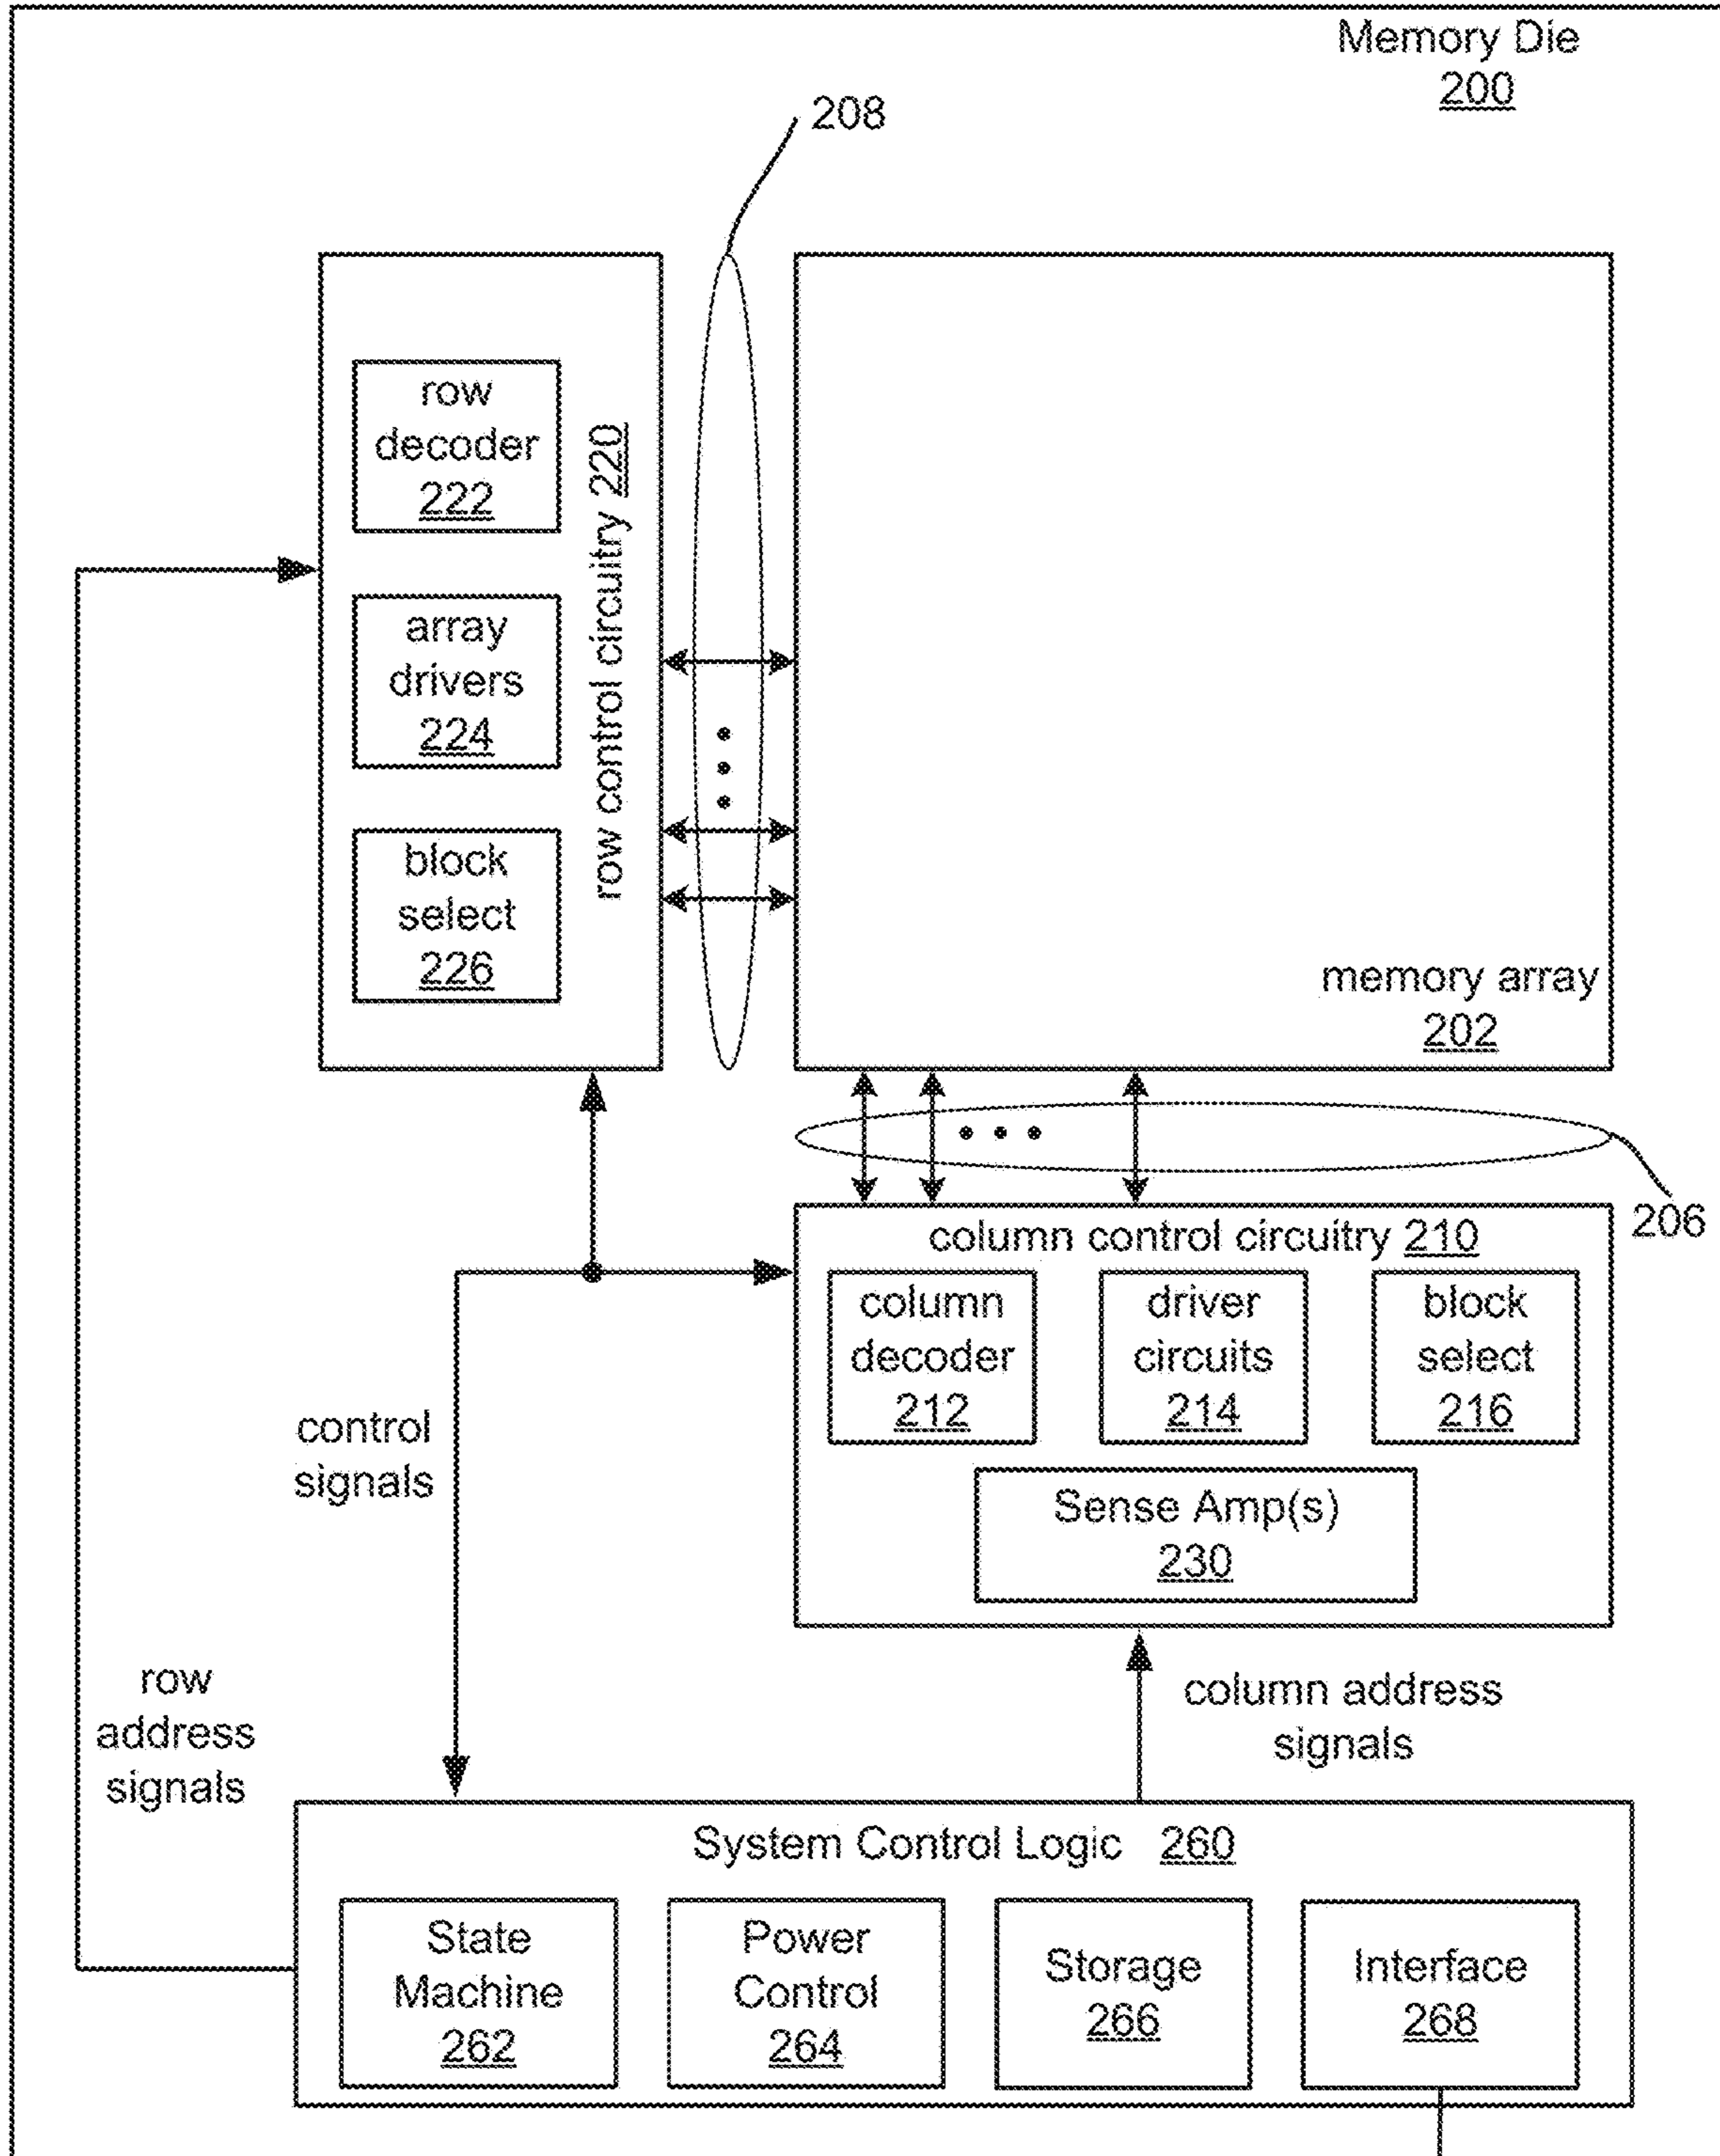 Memory Die
200
208
row
decoder
222
array
drivers
224
block
select
226
row control circuitry 220
memory array
202
206
column control circuitry 210
column
decoder
212
driver
circuits
214
block
select
216
Sense Amp(s)
230
control
signals
row
address
signals
column address
signals
System Control Logic 260
State
Machine
262
Power
Control
264
Storage
266
Interface
268